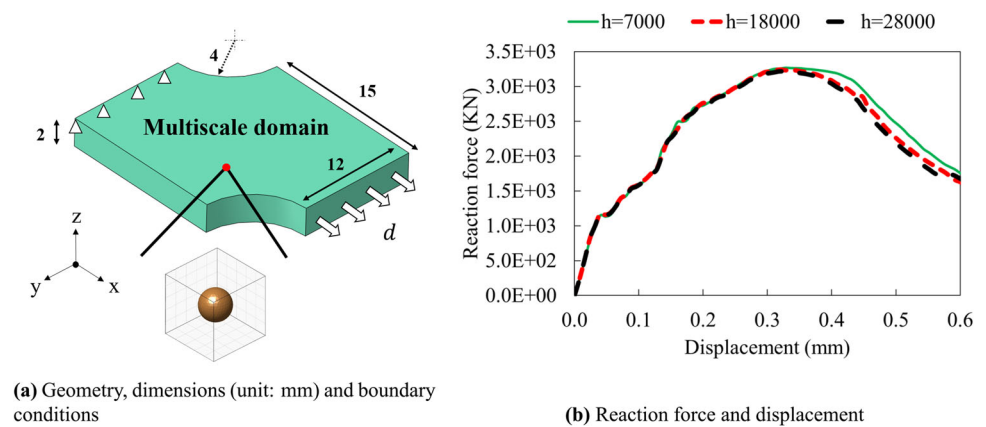 4
15
Multiscale domain
2
12
d
z
y
x
(a) Geometry, dimensions (unit: mm) and boundary
conditions
h=7000 h=18000 h=28000
Reaction force (KN)
3.5E+03
3.0E+03
2.5E+03
2.0E+03
1.5E+03
1.0E+03
5.0E+02
0.0E+00
0.0 0.1 0.2 0.3 0.4 0.5 0.6
Displacement (mm)
(b) Reaction force and displacement